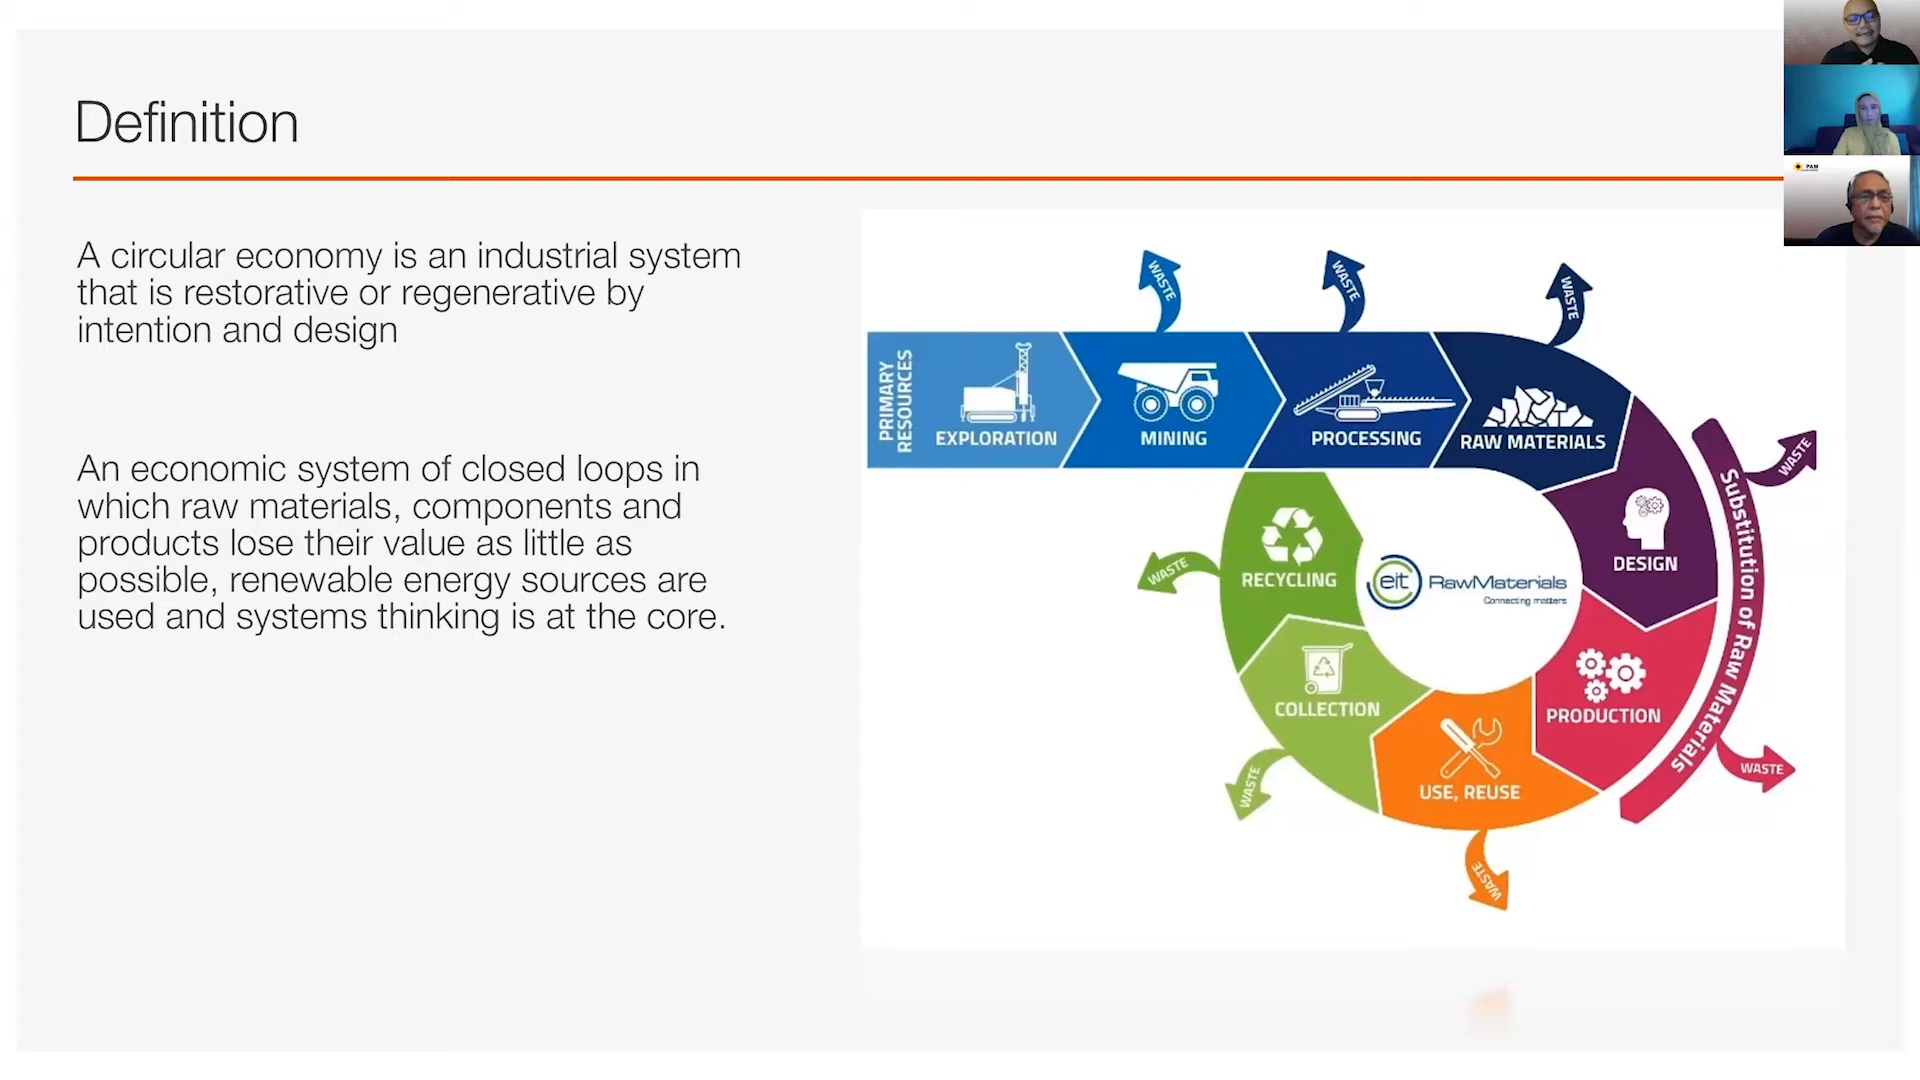 Definition
A circular economy is an industrial system
that is restorative or regenerative by
intention and design
An economic system of closed loops in
which raw materials, components and
products lose their value as little as
possible, renewable energy sources are
used and systems thinking is at the core.
WASTE
WASTE
WASTE
PRIMARY
RESOURCES
EXPLORATION
MINING
PROCESSING
RAW MATERIALS
WASTE
Substitution of Raw Materials
DESIGN
RECYCLING
WASTE
eit RawMaterials
Connecting matters
COLLECTION
PRODUCTION
USE, REUSE
WASTE
WASTE
WASTE
PAM